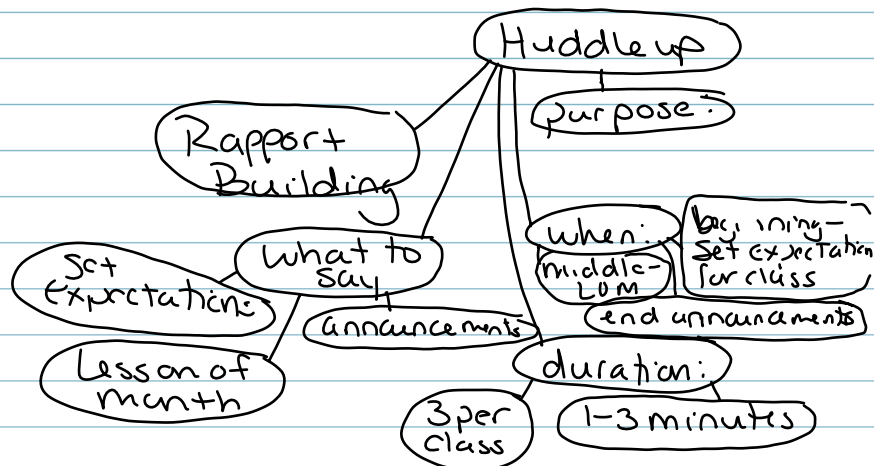 Huddle up
purpose:
Rapport
Building
when:
beginning-
Set Expectation
for class
middle-
LOM
end announcements
what to
say
Set
Expectation:
announcements
Lesson of
month
duration:
3 per
class
1-3 minutes